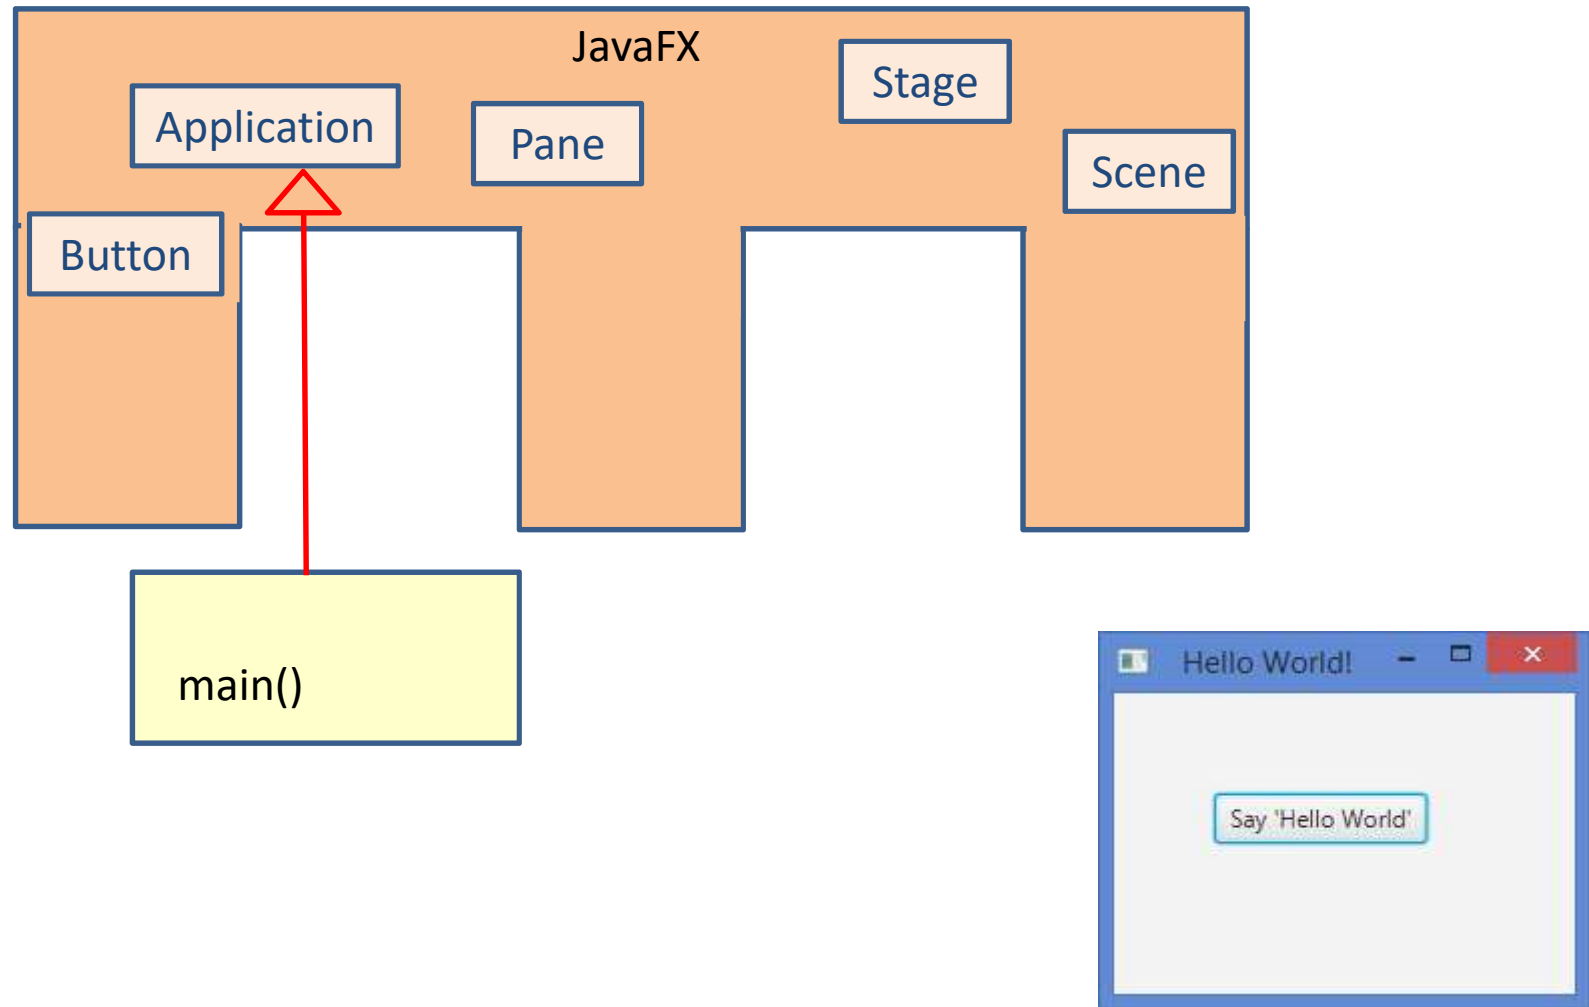 JavaFX
Stage
Application
Pane
Scene
Button
main()
Hello World!
Say 'Hello World'